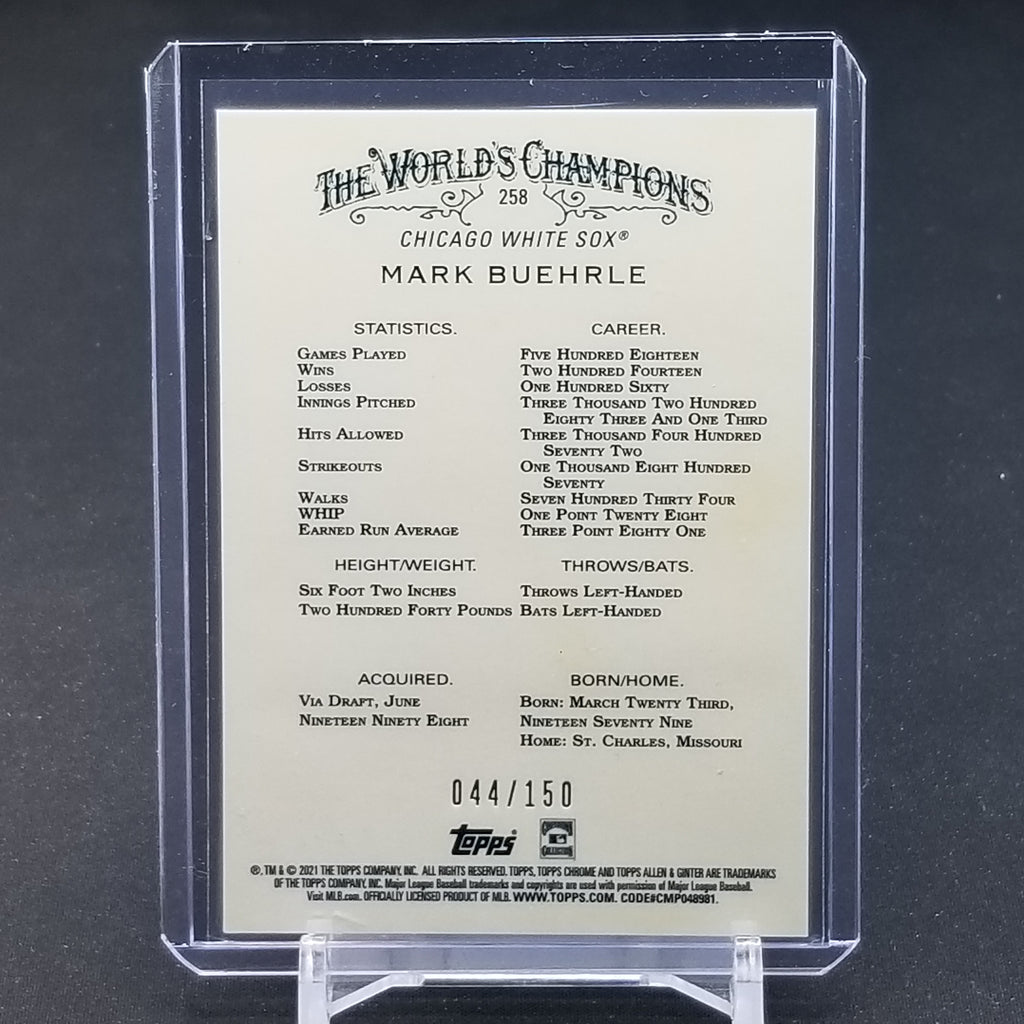 THE WORLD'S CHAMPIONS
258
CHICAGO WHITE SOX®
MARK BUEHRLE
STATISTICS. CAREER.
GAMES PLAYED FIVE HUNDRED EIGHTEEN
WINS TWO HUNDRED FOURTEEN
LOSSES ONE HUNDRED SIXTY
INNINGS PITCHED THREE THOUSAND TWO HUNDRED
EIGHTY THREE AND ONE THIRD
HITS ALLOWED THREE THOUSAND FOUR HUNDRED
SEVENTY TWO
STRIKEOUTS ONE THOUSAND EIGHT HUNDRED
SEVENTY
WALKS SEVEN HUNDRED THIRTY FOUR
WHIP ONE POINT TWENTY EIGHT
EARNED RUN AVERAGE THREE POINT EIGHTY ONE
HEIGHT/WEIGHT. THROWS/BATS.
SIX FOOT TWO INCHES THROWS LEFT-HANDED
TWO HUNDRED FORTY POUNDS BATS LEFT-HANDED
ACQUIRED. BORN/HOME.
VIA DRAFT, JUNE BORN: MARCH TWENTY THIRD,
NINETEEN NINETY EIGHT NINETEEN SEVENTY NINE
HOME: ST. CHARLES, MISSOURI
044/150
topps®
®, TM & © 2021 THE TOPPS COMPANY, INC. ALL RIGHTS RESERVED. TOPPS, TOPPS CHROME AND TOPPS ALLEN & GINTER ARE TRADEMARKS
OF THE TOPPS COMPANY, INC. Major League Baseball trademarks and copyrights are used with permission of Major League Baseball.
Visit MLB.com. OFFICIALLY LICENSED PRODUCT OF MLB. WWW.TOPPS.COM. CODE#CMP048981.